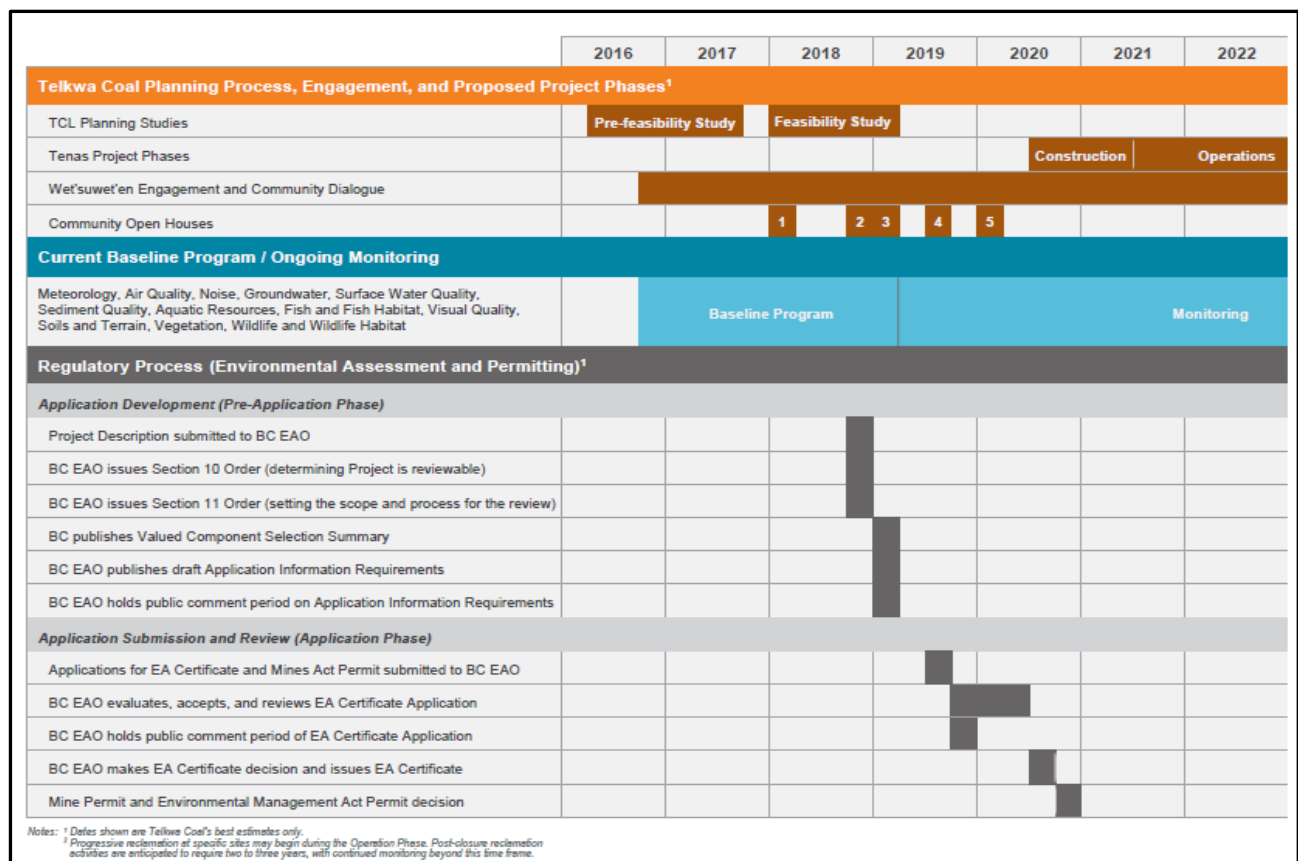 2016 2017 2018 2019 2020 2021 2022
Telkwa Coal Planning Process, Engagement, and Proposed Project Phases¹
TCL Planning Studies Pre-feasibility Study Feasibility Study
Tenas Project Phases Construction Operations
Wet'suwet'en Engagement and Community Dialogue
Community Open Houses 1 2 3 4 5
Current Baseline Program / Ongoing Monitoring
Meteorology, Air Quality, Noise, Groundwater, Surface Water Quality,
Sediment Quality, Aquatic Resources, Fish and Fish Habitat, Visual Quality,
Soils and Terrain, Vegetation, Wildlife and Wildlife Habitat
Baseline Program Monitoring
Regulatory Process (Environmental Assessment and Permitting)¹
Application Development (Pre-Application Phase)
Project Description submitted to BC EAO
BC EAO issues Section 10 Order (determining Project is reviewable)
BC EAO issues Section 11 Order (setting the scope and process for the review)
BC publishes Valued Component Selection Summary
BC EAO publishes draft Application Information Requirements
BC EAO holds public comment period on Application Information Requirements
Application Submission and Review (Application Phase)
Applications for EA Certificate and Mines Act Permit submitted to BC EAO
BC EAO evaluates, accepts, and reviews EA Certificate Application
BC EAO holds public comment period of EA Certificate Application
BC EAO makes EA Certificate decision and issues EA Certificate
Mine Permit and Environmental Management Act Permit decision
Notes: ¹ Dates shown are Telkwa Coal's best estimates only.
² Progressive reclamation at specific sites may begin during the Operation Phase. Post-closure reclamation
activities are anticipated to require two to three years, with continued monitoring beyond this time frame.